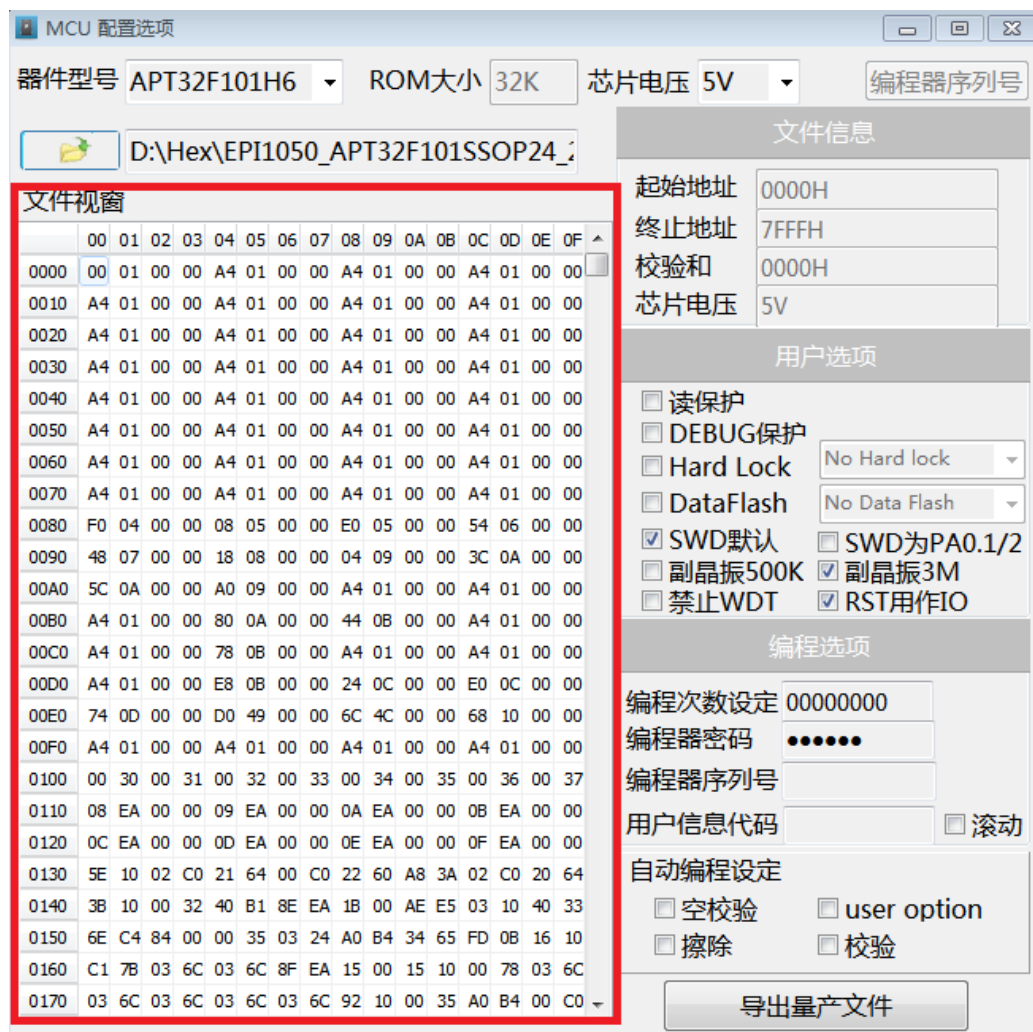 MCU 配置选项
器件型号 APT32F101H6 ROM大小 32K 芯片电压 5V 编程器序列号
D:\Hex\EPI1050_APT32F101SSOP24_
文件视窗
00 01 02 03 04 05 06 07 08 09 0A 0B 0C 0D 0E 0F
0000 00 01 00 00 A4 01 00 00 A4 01 00 00 A4 01 00 00
0010 A4 01 00 00 A4 01 00 00 A4 01 00 00 A4 01 00 00
0020 A4 01 00 00 A4 01 00 00 A4 01 00 00 A4 01 00 00
0030 A4 01 00 00 A4 01 00 00 A4 01 00 00 A4 01 00 00
0040 A4 01 00 00 A4 01 00 00 A4 01 00 00 A4 01 00 00
0050 A4 01 00 00 A4 01 00 00 A4 01 00 00 A4 01 00 00
0060 A4 01 00 00 A4 01 00 00 A4 01 00 00 A4 01 00 00
0070 A4 01 00 00 A4 01 00 00 A4 01 00 00 A4 01 00 00
0080 F0 04 00 00 08 05 00 00 E0 05 00 00 54 06 00 00
0090 48 07 00 00 18 08 00 00 04 09 00 00 3C 0A 00 00
00A0 5C 0A 00 00 A0 09 00 00 A4 01 00 00 A4 01 00 00
00B0 A4 01 00 00 80 0A 00 00 44 0B 00 00 A4 01 00 00
00C0 A4 01 00 00 78 0B 00 00 A4 01 00 00 A4 01 00 00
00D0 A4 01 00 00 E8 0B 00 00 24 0C 00 00 E0 0C 00 00
00E0 74 0D 00 00 D0 49 00 00 6C 4C 00 00 68 10 00 00
00F0 A4 01 00 00 A4 01 00 00 A4 01 00 00 A4 01 00 00
0100 00 30 00 31 00 32 00 33 00 34 00 35 00 36 00 37
0110 08 EA 00 00 09 EA 00 00 0A EA 00 00 0B EA 00 00
0120 0C EA 00 00 0D EA 00 00 0E EA 00 00 0F EA 00 00
0130 5E 10 02 C0 21 64 00 C0 22 60 A8 3A 02 C0 20 64
0140 3B 10 00 32 40 B1 8E EA 1B 00 AE E5 03 10 40 33
0150 6E C4 84 00 00 35 03 24 A0 B4 34 65 FD 0B 16 10
0160 C1 7B 03 6C 03 6C 8F EA 15 00 15 10 00 78 03 6C
0170 03 6C 03 6C 03 6C 03 6C 92 10 00 35 A0 B4 00 C0
文件信息
起始地址 0000H
终止地址 7FFFH
校验和 0000H
芯片电压 5V
用户选项
读保护
DEBUG保护
Hard Lock No Hard lock
DataFlash No Data Flash
SWD默认 SWD为PA0.1/2
副晶振500K 副晶振3M
禁止WDT RST用作IO
编程选项
编程次数设定 00000000
编程器密码 ●●●●●●
编程器序列号
用户信息代码 滚动
自动编程设定
空校验 user option
擦除 校验
导出量产文件